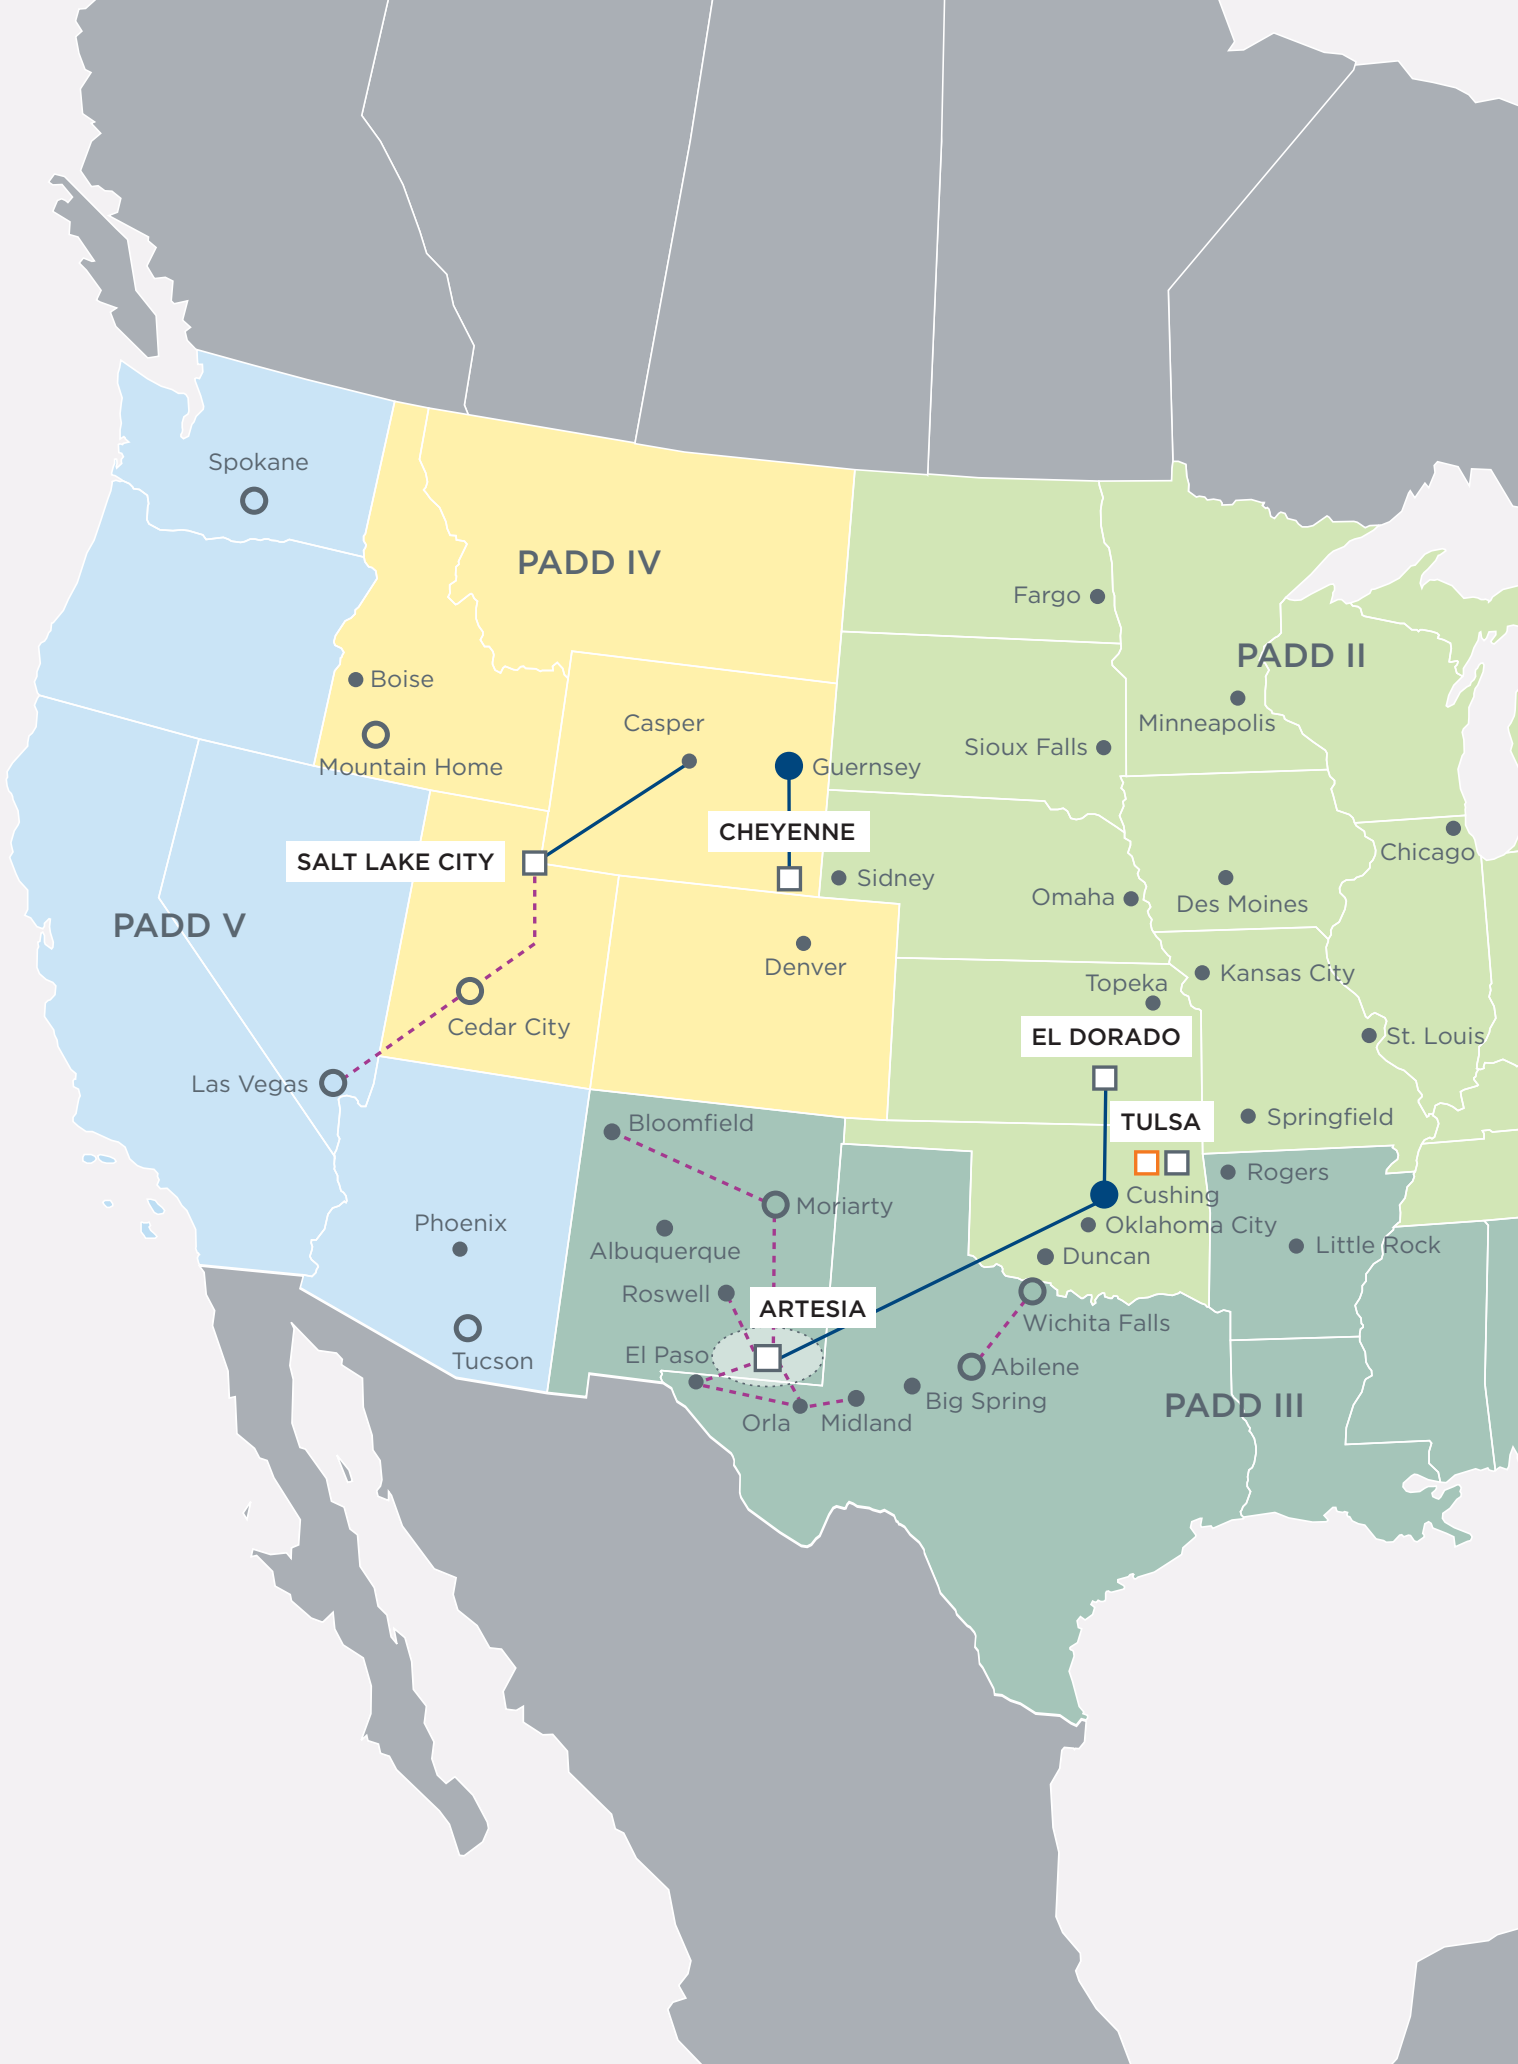 Spokane
PADD IV
Fargo
PADD II
Boise
Minneapolis
Casper
Sioux Falls
Mountain Home
Guernsey
CHEYENNE
SALT LAKE CITY
Chicago
Sidney
Omaha
Des Moines
PADD V
Denver
Kansas City
Topeka
Cedar City
EL DORADO
St. Louis
Las Vegas
Bloomfield
TULSA
Springfield
Rogers
Cushing
Moriarty
Phoenix
Oklahoma City
Albuquerque
Little Rock
Duncan
Roswell
ARTESIA
Wichita Falls
El Paso
Tucson
Abilene
Big Spring
PADD III
Orla
Midland